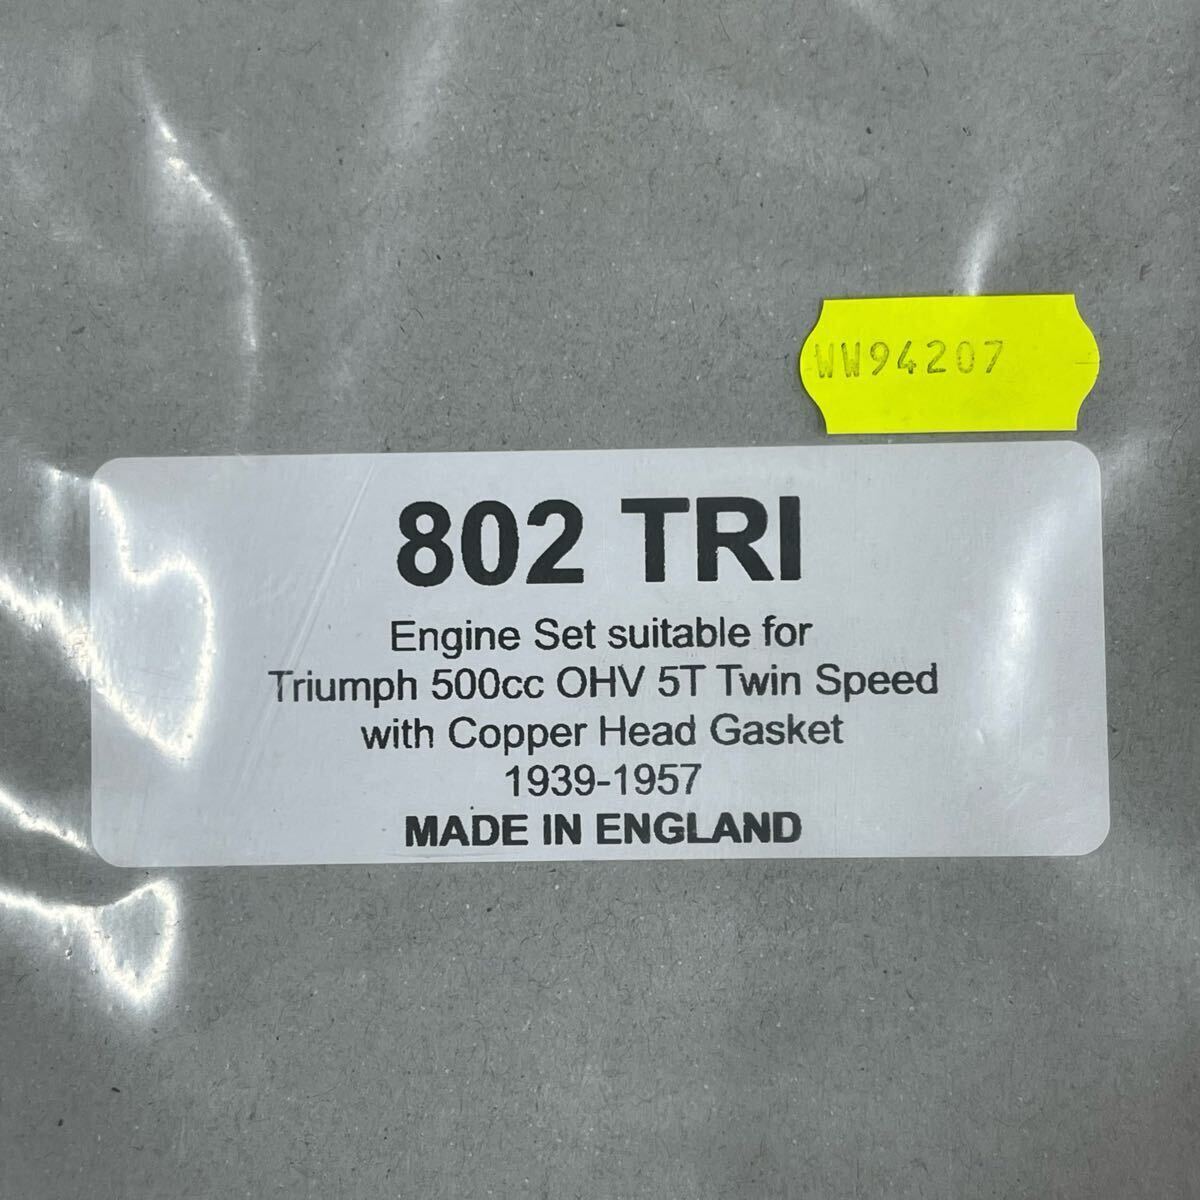 WW94207
802 TRI
Engine Set suitable for
Triumph 500cc OHV 5T Twin Speed
with Copper Head Gasket
1939-1957
MADE IN ENGLAND